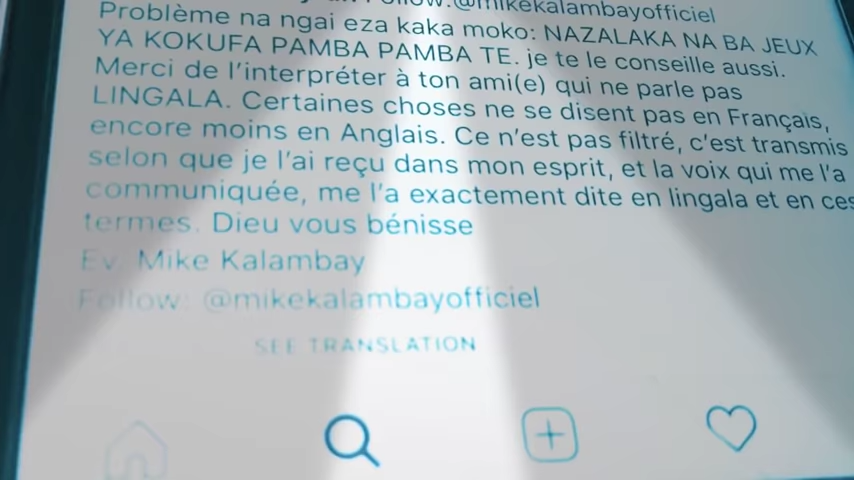 Follow:@mikekalambayofficiel
Problème na ngai eza kaka moko: NAZALAKA NA BA JEUX
YA KOKUFA PAMBA PAMBA TE. je te le conseille aussi.
Merci de l'interpréter à ton ami(e) qui ne parle pas
LINGALA. Certaines choses ne se disent pas en Français,
encore moins en Anglais. Ce n'est pas filtré, c'est transmis
selon que je l'ai reçu dans mon esprit, et la voix qui me l'a
communiquée, me l'a exactement dite en lingala et en ces
termes. Dieu vous bénisse
Ev. Mike Kalambay
Follow: @mikekalambayofficiel
SEE TRANSLATION